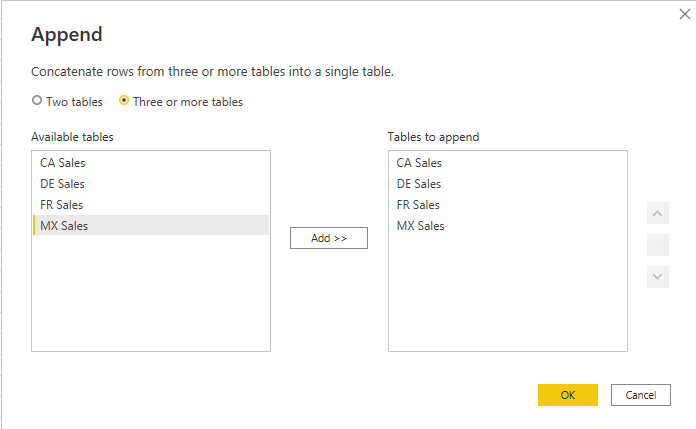 Append
Concatenate rows from three or more tables into a single table.
Two tables Three or more tables
Available tables
CA Sales
DE Sales
FR Sales
MX Sales
Add >>
Tables to append
CA Sales
DE Sales
FR Sales
MX Sales
OK Cancel